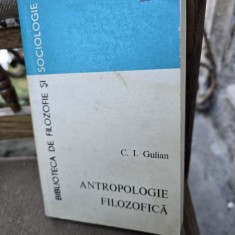 BIBLIOTECA DE FILOZOFIE ȘI SOCIOLOGIE
C. I. Gulian
ANTROPOLOGIE
FILOZOFICĂ